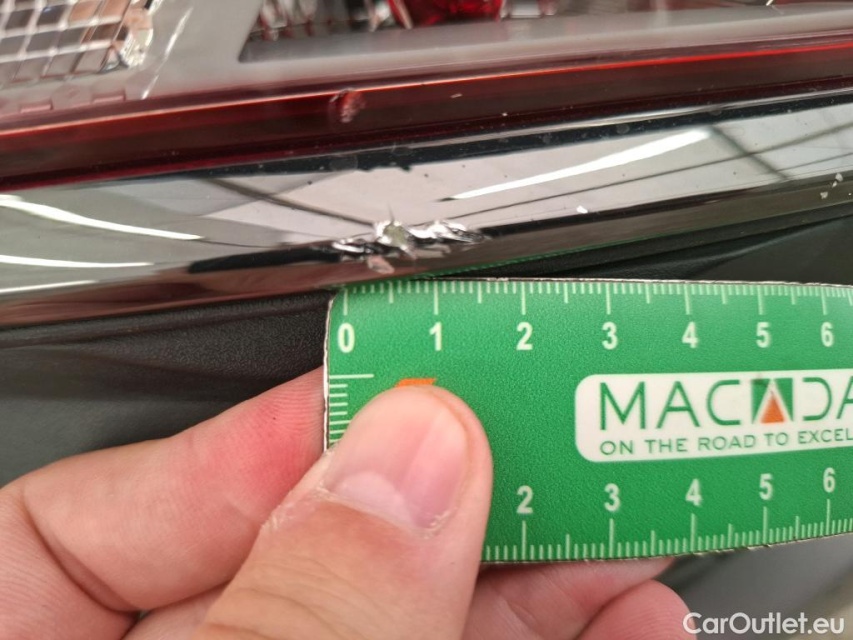 0 1 2 3 4 5 6
MACADA
ON THE ROAD TO EXCEL
2 3 4 5 6
CarOutlet.eu